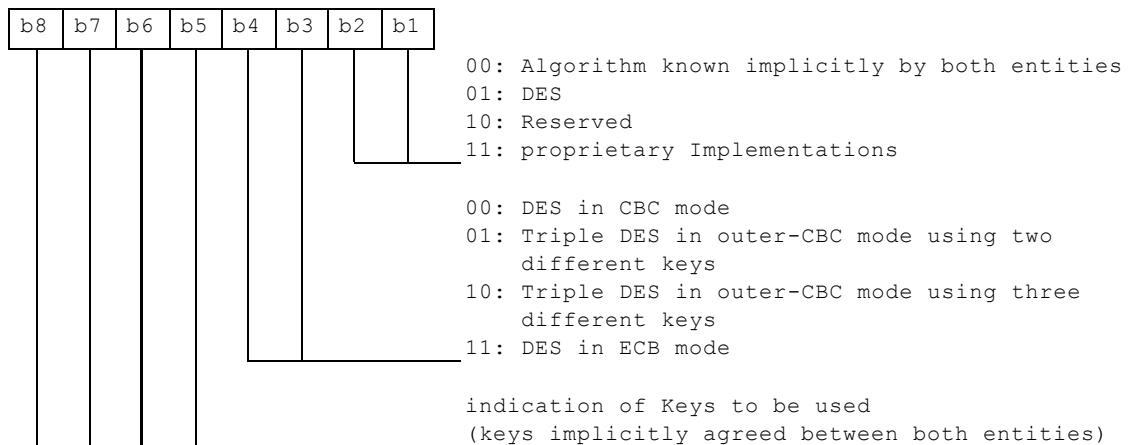 b8 b7 b6 b5 b4 b3 b2 b1
00: Algorithm known implicitly by both entities
01: DES
10: Reserved
11: proprietary Implementations
00: DES in CBC mode
01: Triple DES in outer-CBC mode using two
different keys
10: Triple DES in outer-CBC mode using three
different keys
11: DES in ECB mode
indication of Keys to be used
(keys implicitly agreed between both entities)